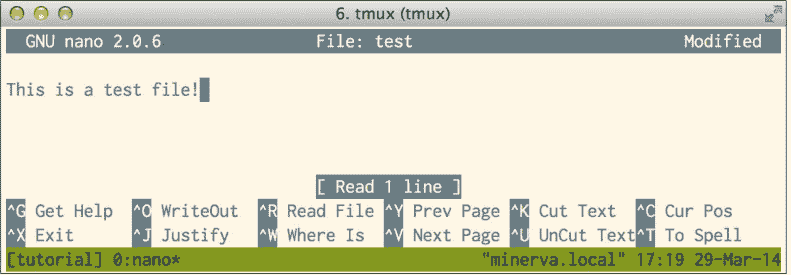 6. tmux (tmux)
GNU nano 2.0.6 File: test Modified
This is a test file!
[ Read 1 line ]
^G Get Help ^O WriteOut ^R Read File ^Y Prev Page ^K Cut Text ^C Cur Pos
^X Exit ^J Justify ^W Where Is ^V Next Page ^U UnCut Text^T To Spell
[tutorial] 0:nano* "minerva.local" 17:19 29-Mar-14